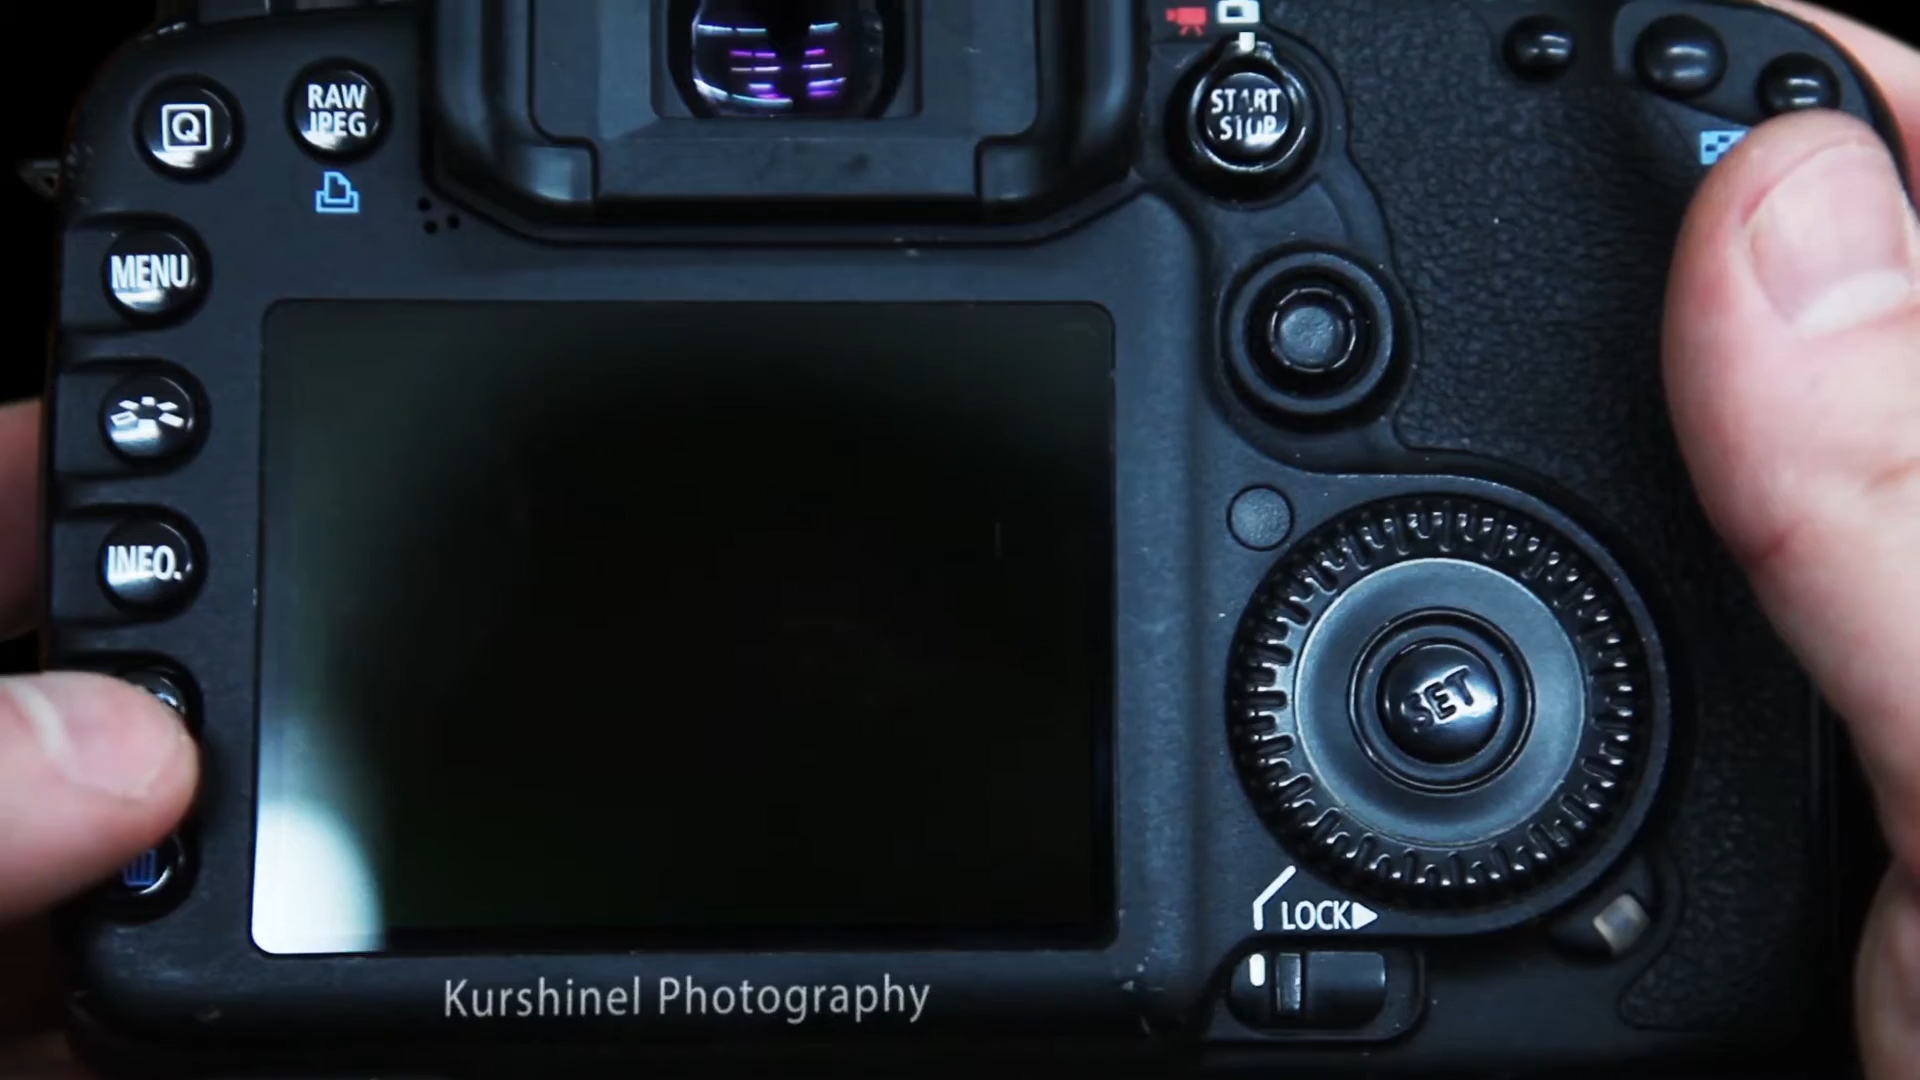 Q
RAW
JPEG
START
STOP
MENU
INFO.
SET
LOCK
Kurshinel Photography